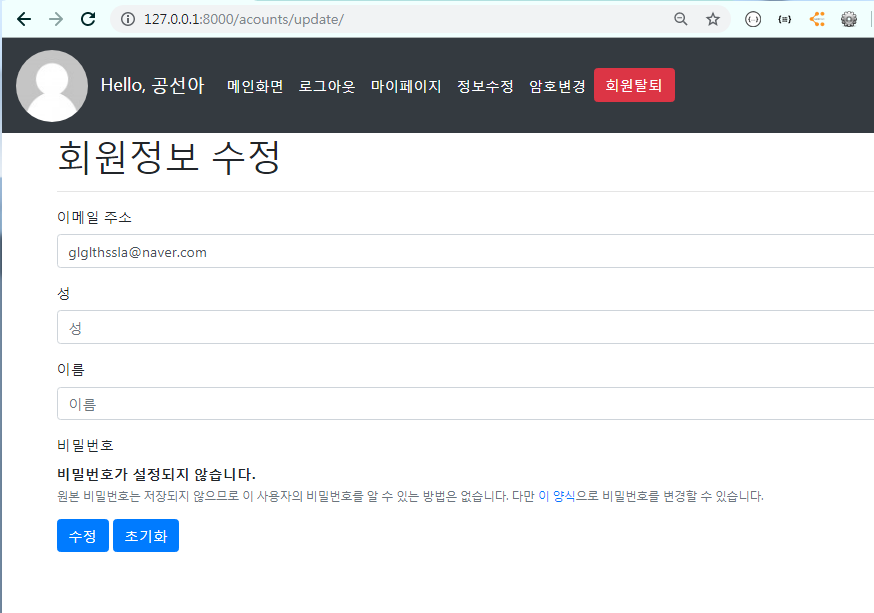 127.0.0.1:8000/acounts/update/
Hello, 공선아 메인화면 로그아웃 마이페이지 정보수정 암호변경 회원탈퇴
회원정보 수정
이메일 주소
glglthssla@naver.com
성
성
이름
이름
비밀번호
비밀번호가 설정되지 않습니다.
원본 비밀번호는 저장되지 않으므로 이 사용자의 비밀번호를 알 수 있는 방법은 없습니다. 다만 이 양식으로 비밀번호를 변경할 수 있습니다.
수정 초기화